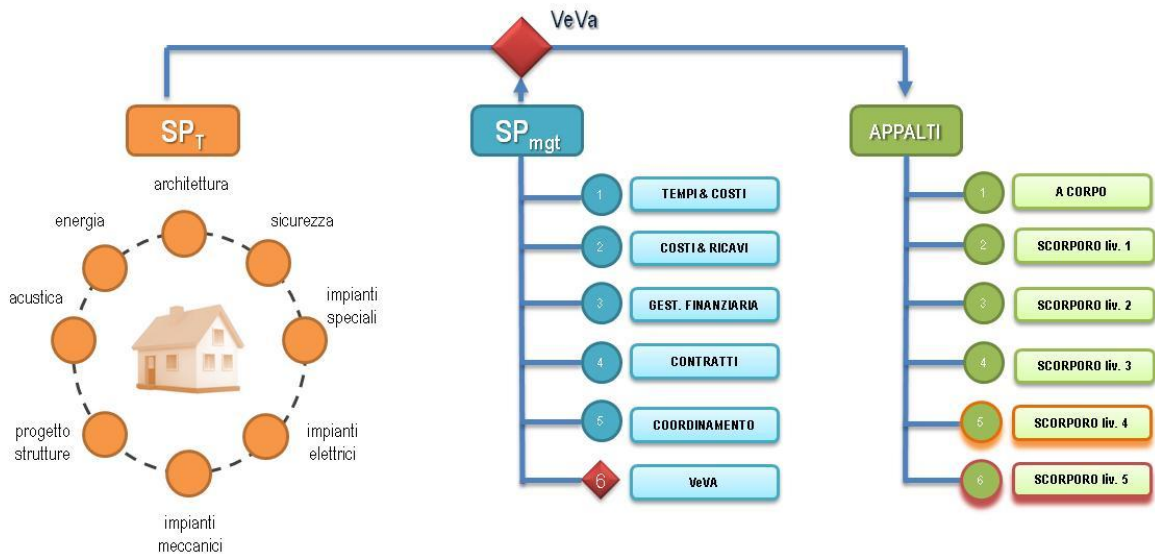 VeVa
SP_T
architettura
energia
sicurezza
acustica
impianti
speciali
progetto
strutture
impianti
elettrici
impianti
meccanici
SP_mgt
1
TEMPI & COSTI
2
COSTI & RICAVI
3
GEST. FINANZIARIA
4
CONTRATTI
5
COORDINAMENTO
6
VeVA
APPALTI
1
A CORPO
2
SCORPORO liv. 1
3
SCORPORO liv. 2
4
SCORPORO liv. 3
5
SCORPORO liv. 4
6
SCORPORO liv. 5